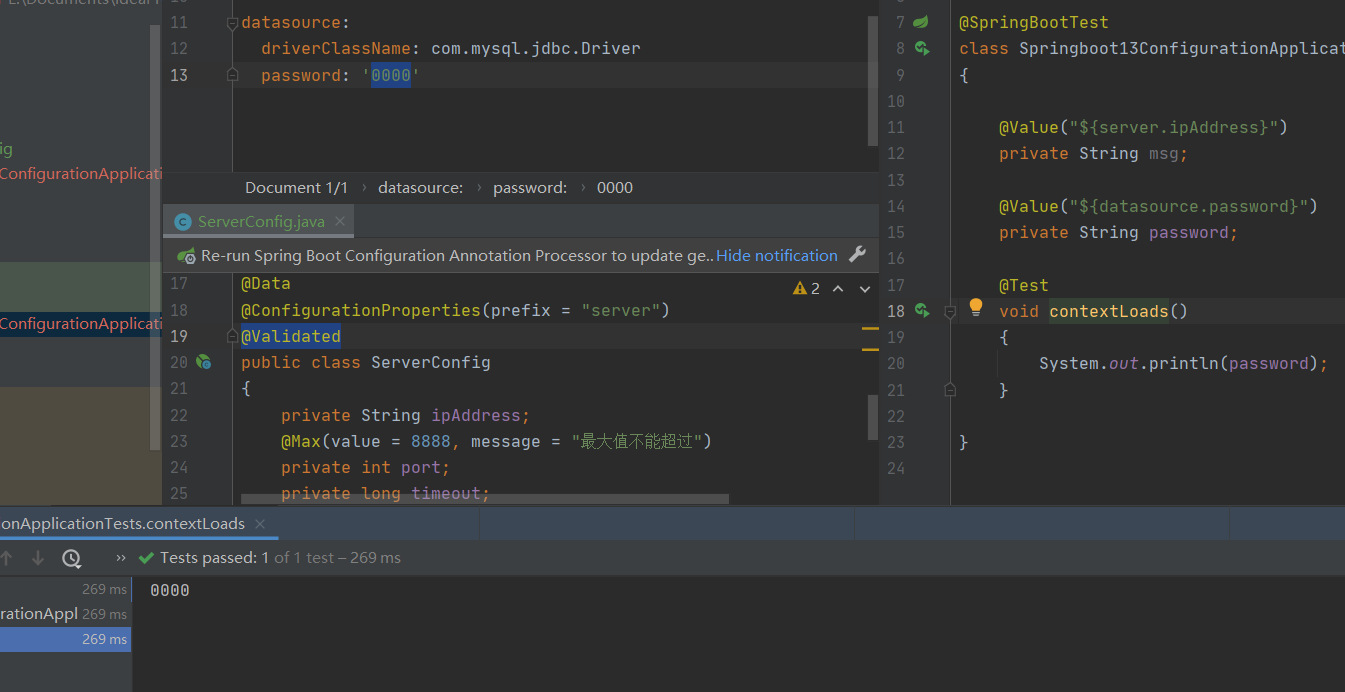 11 datasource:
12 driverClassName: com.mysql.jdbc.Driver
13 password: '0000'
ig
ConfigurationApplicati
ConfigurationApplicati
Document 1/1 › datasource: › password: › 0000
ServerConfig.java
Re-run Spring Boot Configuration Annotation Processor to update ge.. Hide notification
17 @Data
2
18 @ConfigurationProperties(prefix = "server")
19 @Validated
20 public class ServerConfig
21 {
22 private String ipAddress;
23 @Max(value = 8888, message = "最大值不能超过")
24 private int port;
25 private long timeout;
7 @SpringBootTest
8 class Springboot13ConfigurationApplicat
9 {
10
11 @Value("${server.ipAddress}")
12 private String msg;
13
14 @Value("${datasource.password}")
15 private String password;
16
17 @Test
18 void contextLoads()
19 {
20 System.out.println(password);
21 }
22
23 }
24
onApplicationTests.contextLoads
» Tests passed: 1 of 1 test – 269 ms
269 ms
rationAppl 269 ms
269 ms
0000